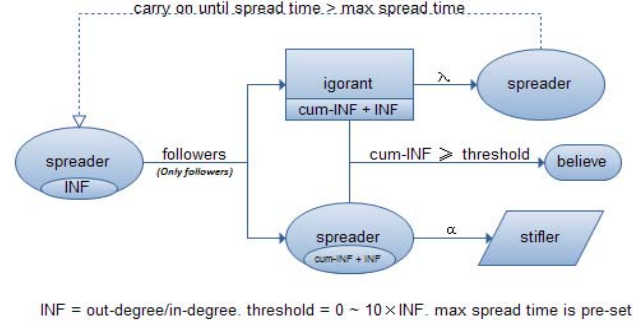 carry on until spread time > max spread time
igorant
cum-INF + INF
λ
spreader
spreader
INF
followers
(Only followers)
cum-INF ⩾ threshold
believe
spreader
cum-INF + INF
α
stifler
INF = out-degree/in-degree. threshold = 0 ~ 10×INF. max spread time is pre-set